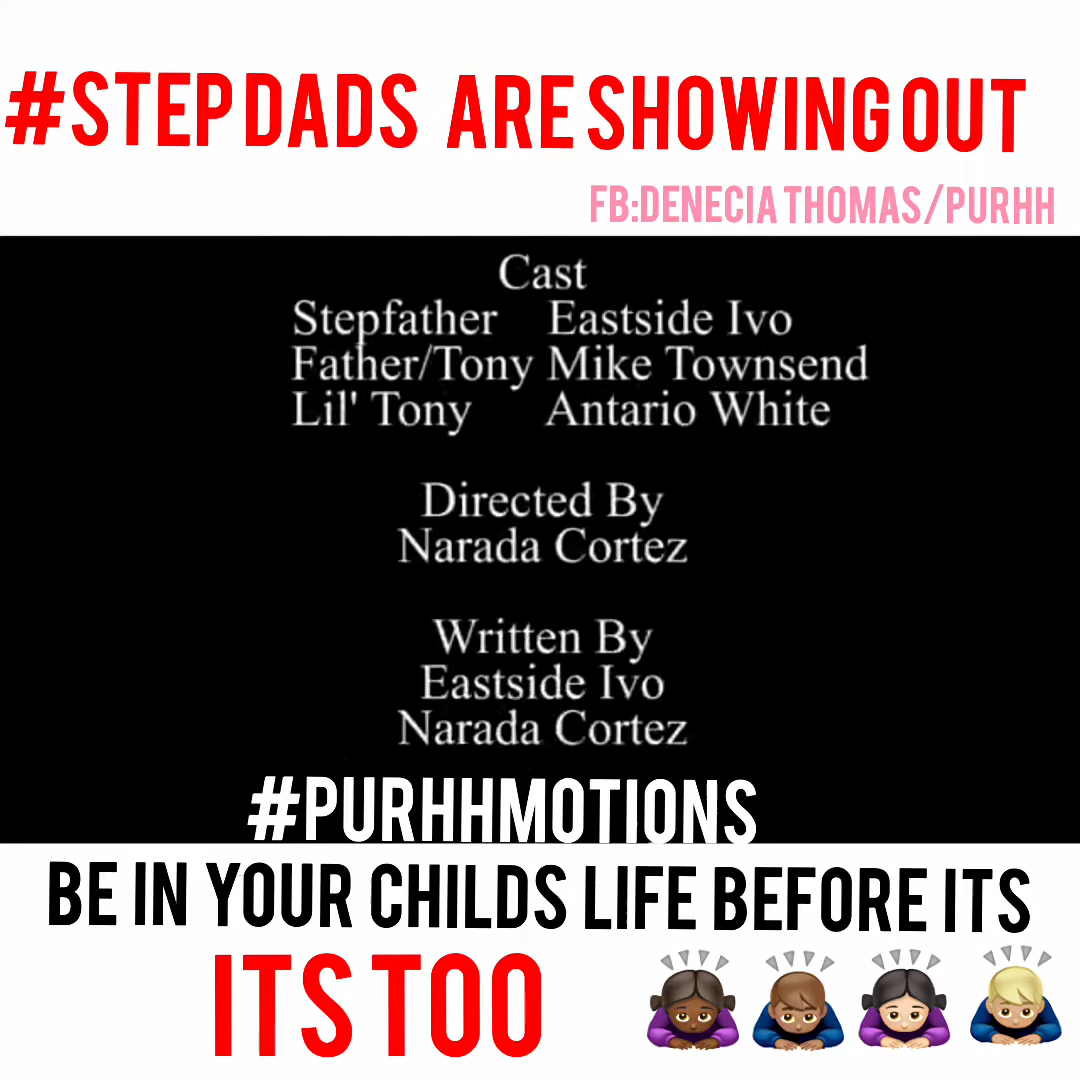 #STEPDADS ARE SHOWING OUT
FB:DENECIA THOMAS/PURHH
Cast
Stepfather Eastside Ivo
Father/Tony Mike Townsend
Lil' Tony Antario White
Directed By
Narada Cortez
Written By
Eastside Ivo
Narada Cortez
#PURHHMOTIONS
BE IN YOUR CHILDS LIFE BEFORE ITS
ITS TOO